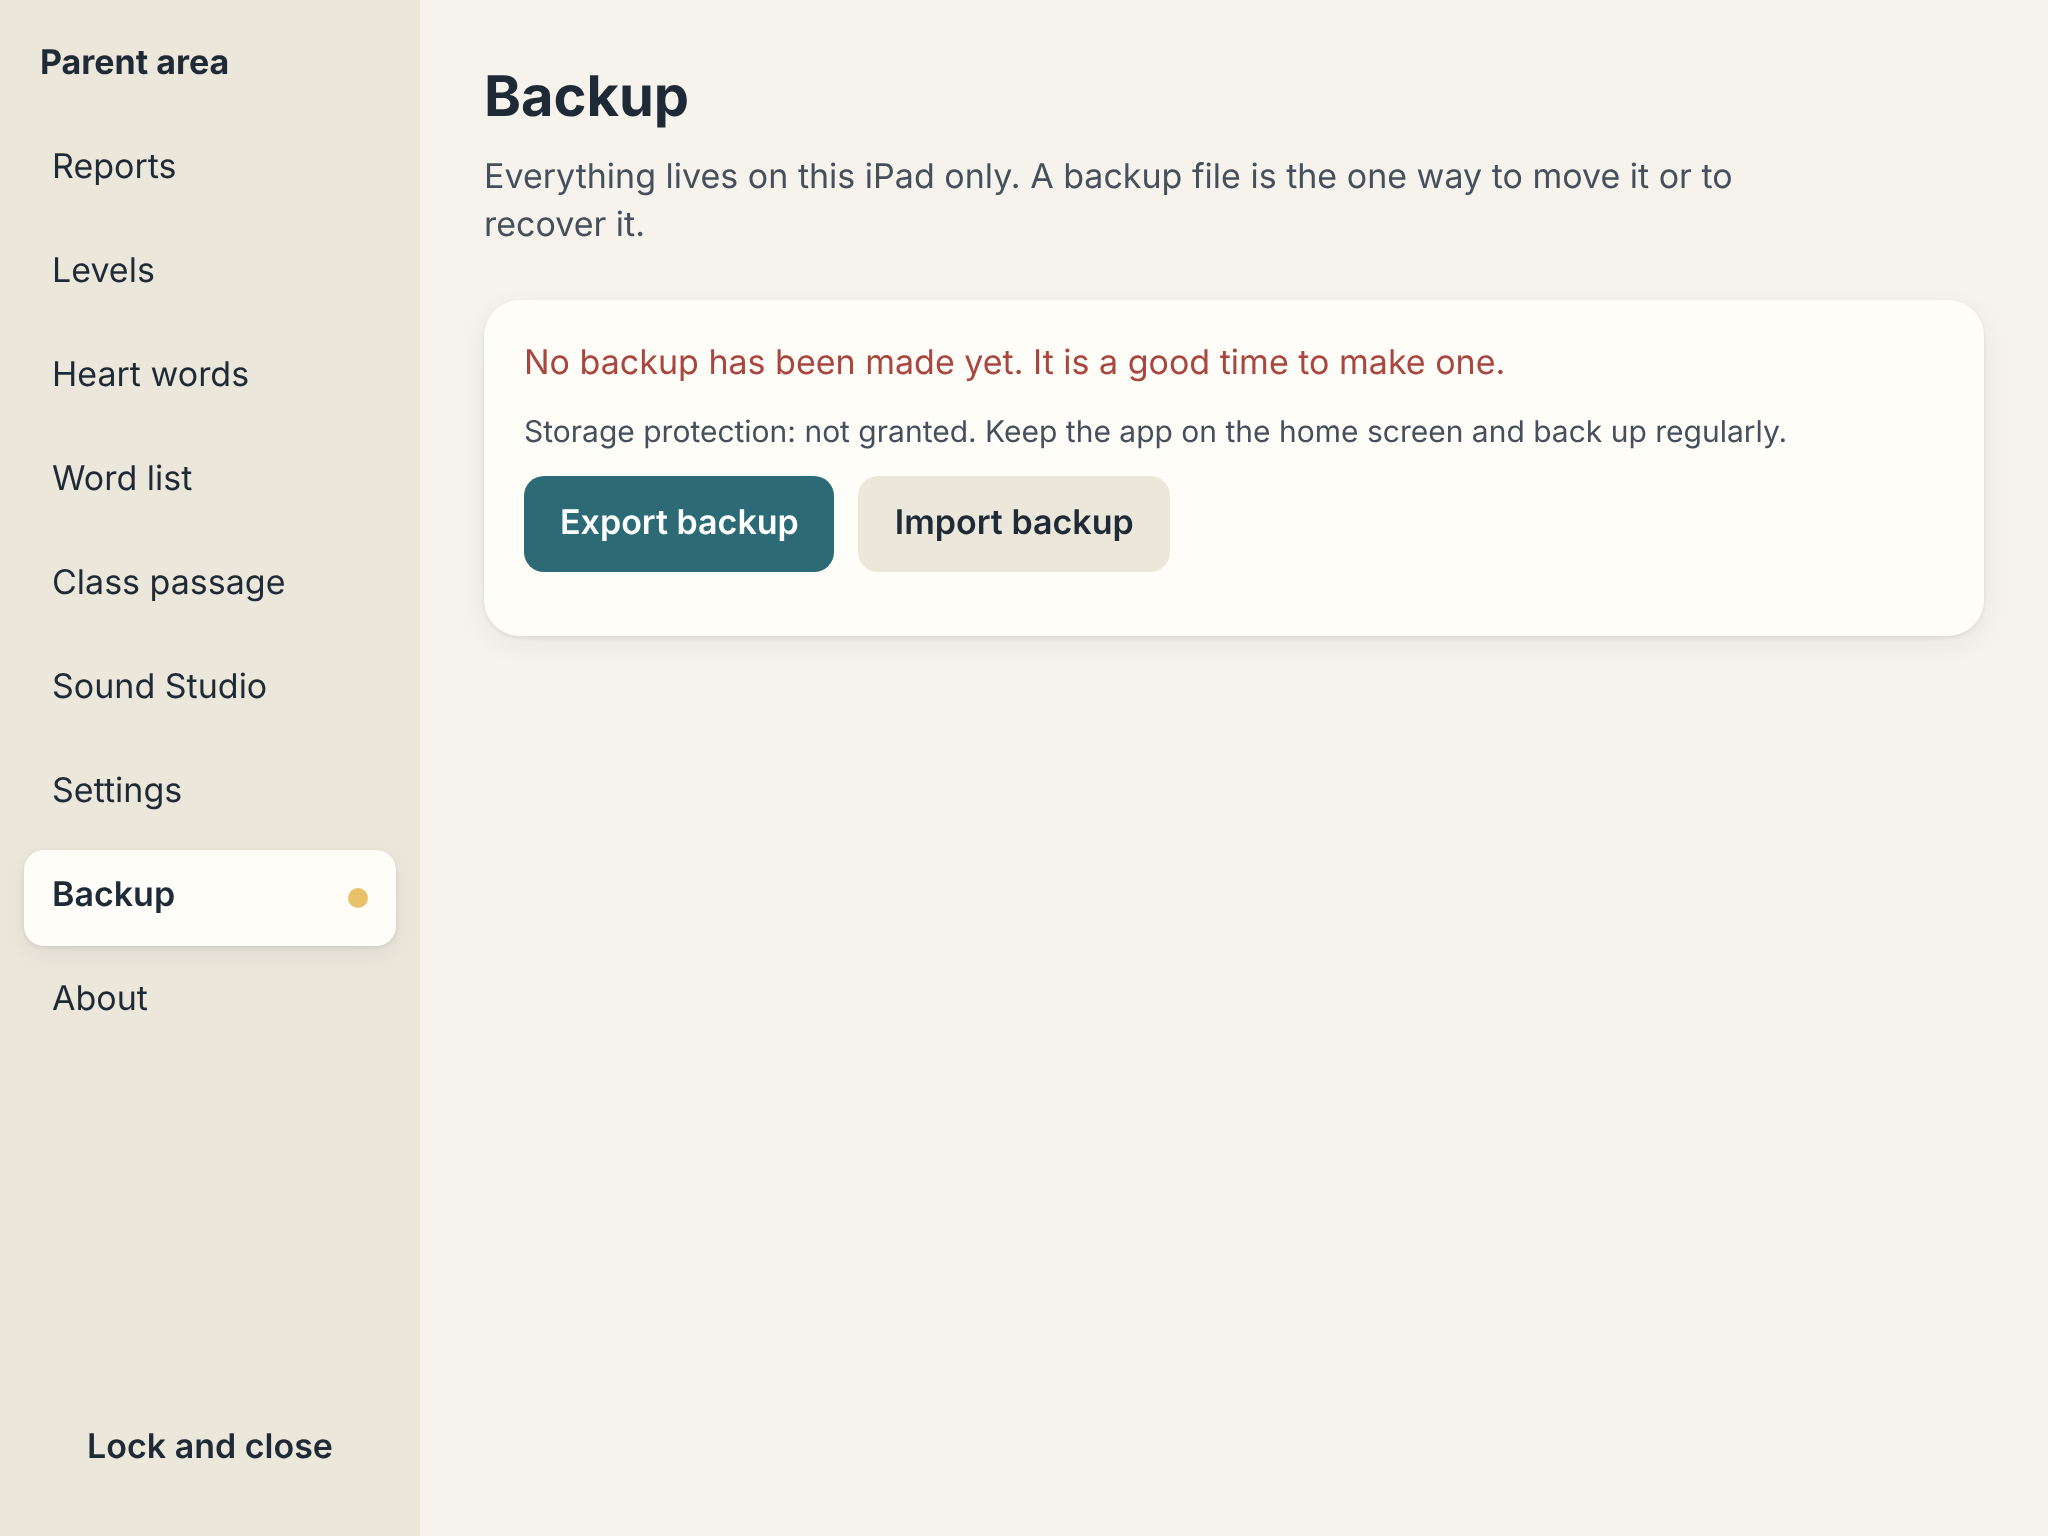 Parent area
Reports
Levels
Heart words
Word list
Class passage
Sound Studio
Settings
Backup
About
Lock and close
Backup
Everything lives on this iPad only. A backup file is the one way to move it or to
recover it.
No backup has been made yet. It is a good time to make one.
Storage protection: not granted. Keep the app on the home screen and back up regularly.
Export backup
Import backup